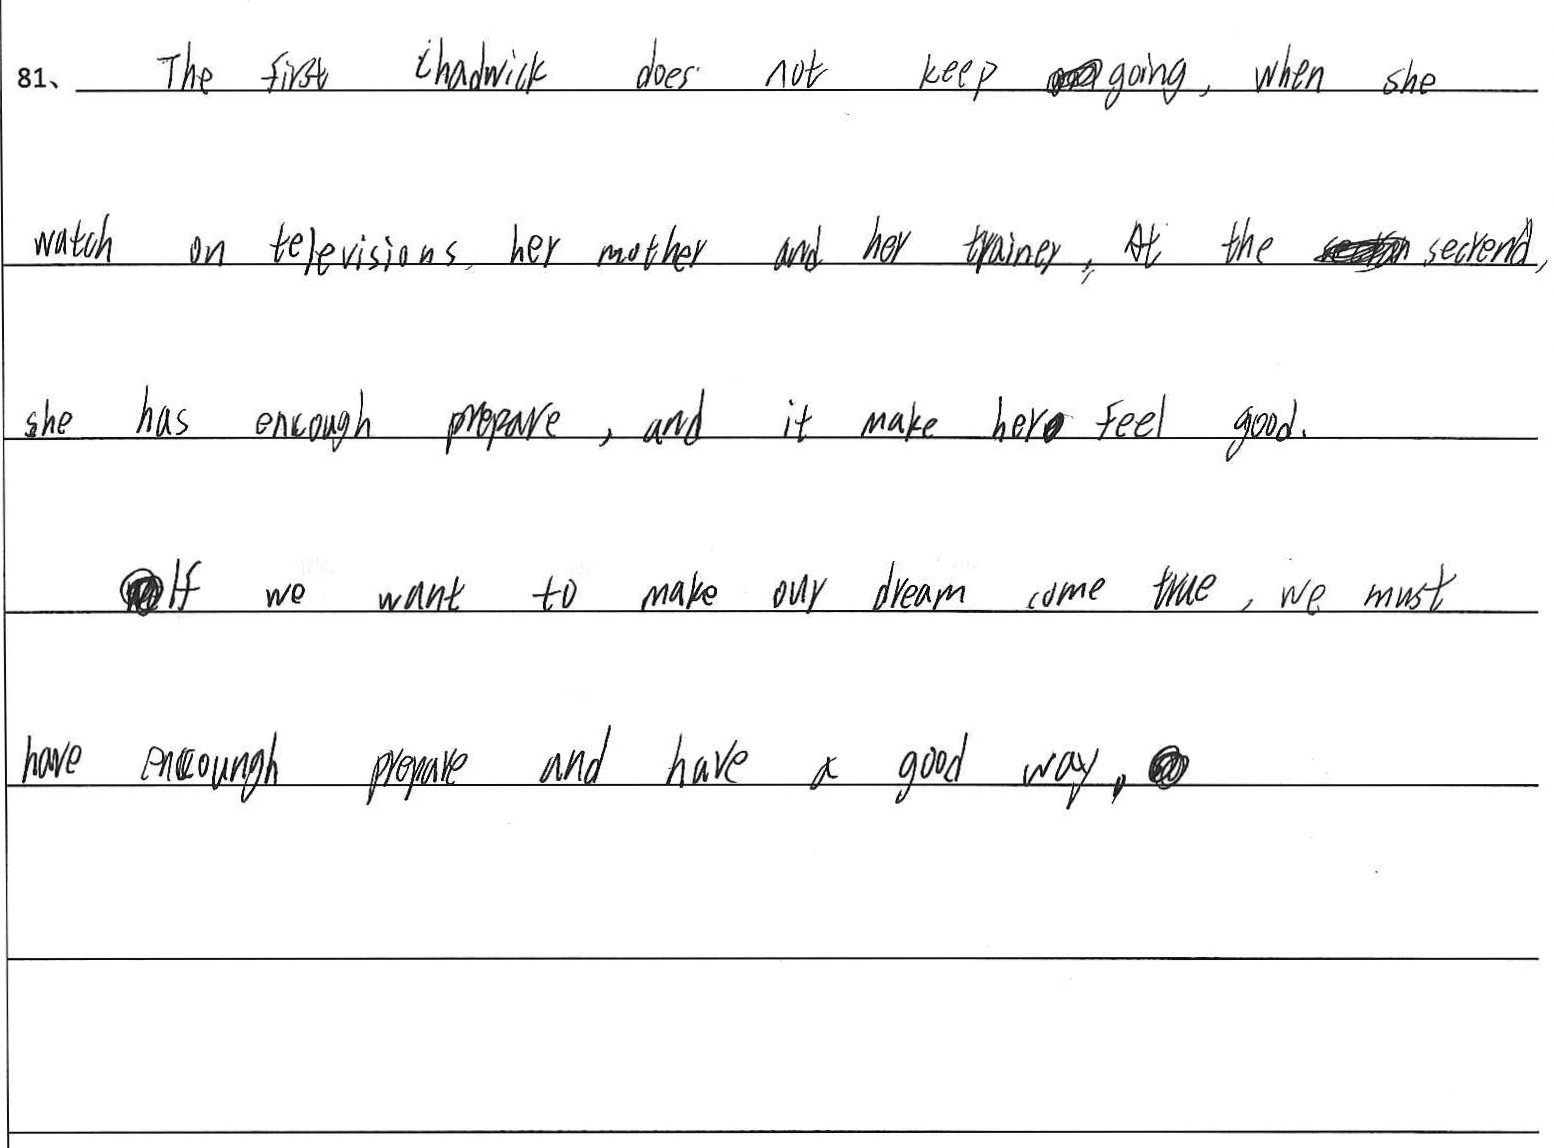 81、 The first Chadwick does not keep going, when she
watch on televisions, her mother and her trainer, At the secrend,
she has encough prepare, and it make her feel good.
If we want to make our dream come true, we must
have encoungh prepare and have a good way,